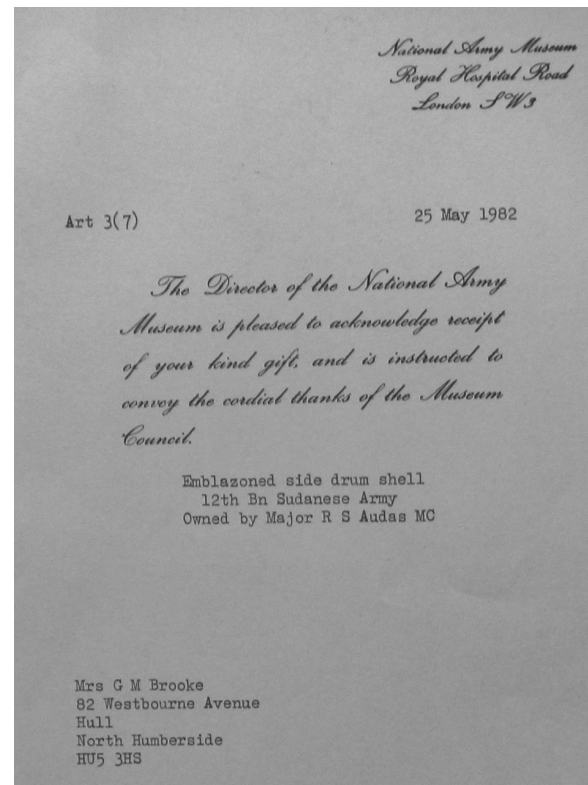 National Army Museum
Royal Hospital Road
London SW3
Art 3(7)
25 May 1982
The Director of the National Army
Museum is pleased to acknowledge receipt
of your kind gift, and is instructed to
convey the cordial thanks of the Museum
Council.
Emblazoned side drum shell
12th Bn Sudanese Army
Owned by Major R S Audas MC
Mrs G M Brooke
82 Westbourne Avenue
Hull
North Humberside
HU5 3HS